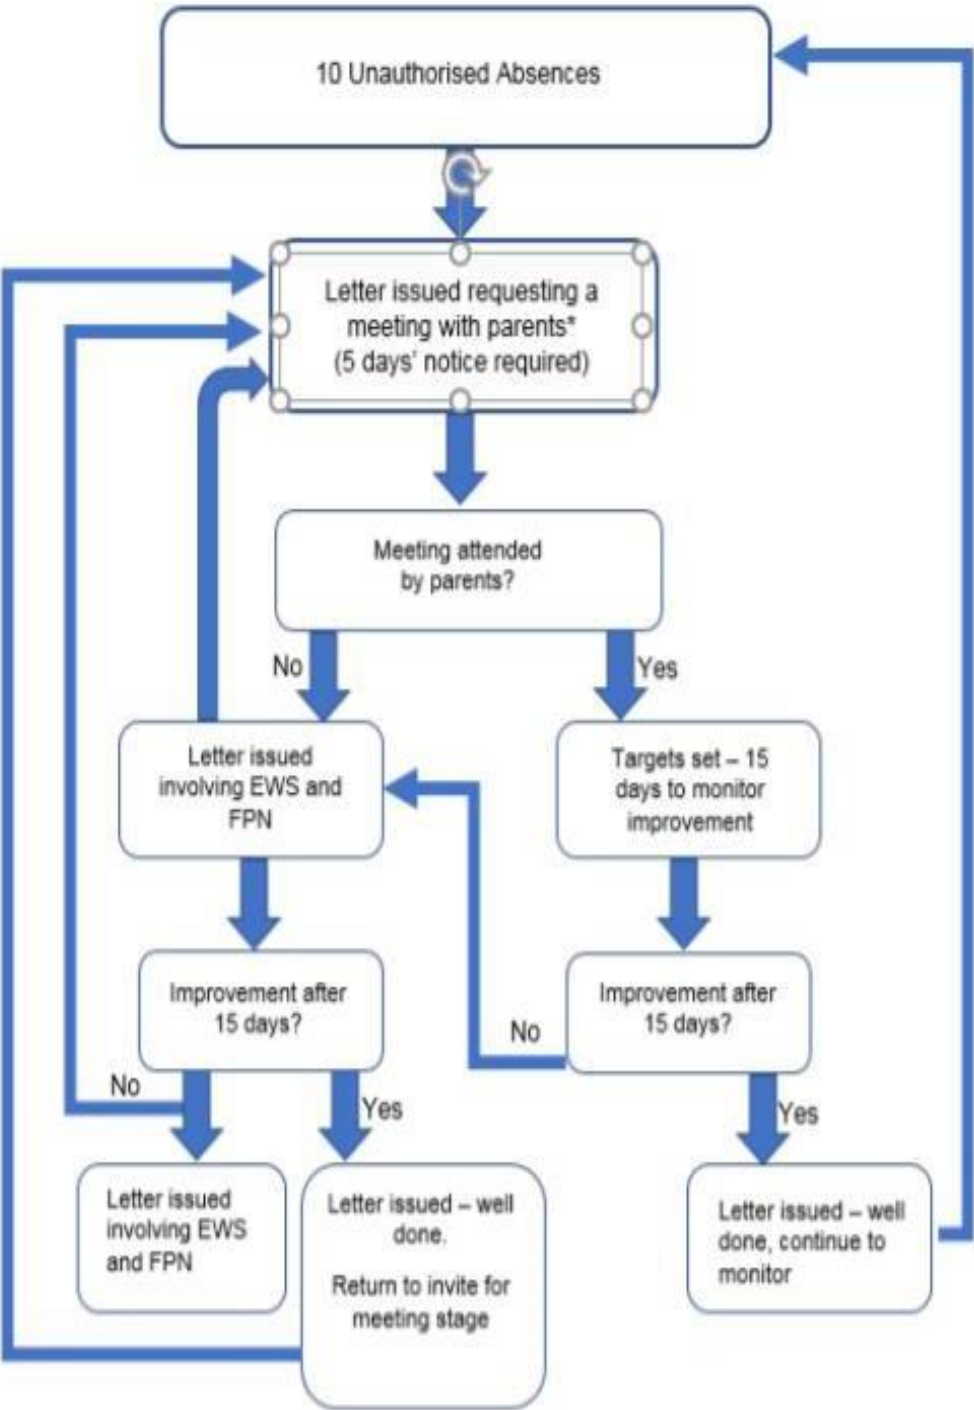 10 Unauthorised Absences
Letter issued requesting a
meeting with parents*
(5 days' notice required)
Meeting attended
by parents?
No
Yes
Letter issued
involving EWS and
FPN
Targets set – 15
days to monitor
improvement
Improvement after
15 days?
No
Improvement after
15 days?
No
Yes
Yes
Letter issued
involving EWS
and FPN
Letter issued – well
done.
Return to invite for
meeting stage
Letter issued – well
done, continue to
monitor